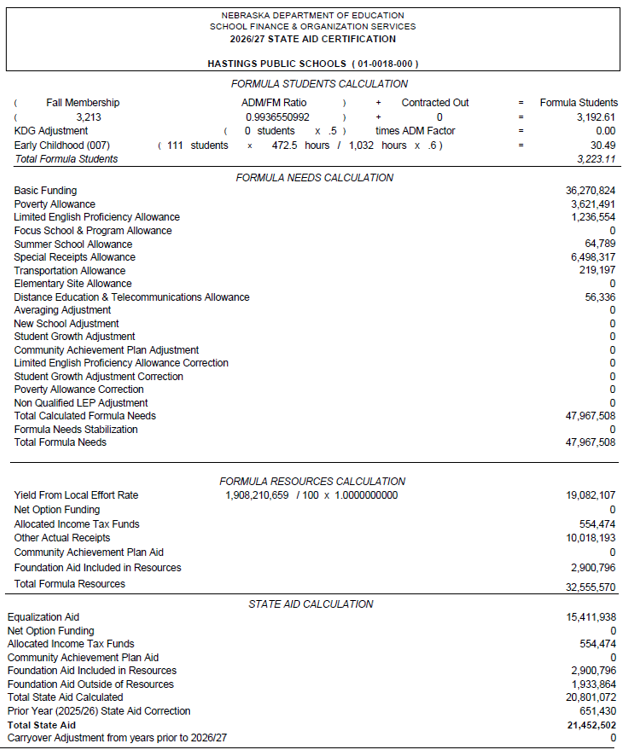 NEBRASKA DEPARTMENT OF EDUCATION
SCHOOL FINANCE & ORGANIZATION SERVICES
2026/27 STATE AID CERTIFICATION
HASTINGS PUBLIC SCHOOLS ( 01-0018-000 )
FORMULA STUDENTS CALCULATION
( Fall Membership ADM/FM Ratio ) + Contracted Out = Formula Students
( 3,213 0.9936550992 ) + 0 = 3,192.61
KDG Adjustment ( 0 students x .5 ) times ADM Factor = 0.00
Early Childhood (007) ( 111 students x 472.5 hours / 1,032 hours x .6 ) = 30.49
Total Formula Students 3,223.11
FORMULA NEEDS CALCULATION
Basic Funding 36,270,824
Poverty Allowance 3,621,491
Limited English Proficiency Allowance 1,236,554
Focus School & Program Allowance 0
Summer School Allowance 64,789
Special Receipts Allowance 6,498,317
Transportation Allowance 219,197
Elementary Site Allowance 0
Distance Education & Telecommunications Allowance 56,336
Averaging Adjustment 0
New School Adjustment 0
Student Growth Adjustment 0
Community Achievement Plan Adjustment 0
Limited English Proficiency Allowance Correction 0
Student Growth Adjustment Correction 0
Poverty Allowance Correction 0
Non Qualified LEP Adjustment 0
Total Calculated Formula Needs 47,967,508
Formula Needs Stabilization 0
Total Formula Needs 47,967,508
FORMULA RESOURCES CALCULATION
Yield From Local Effort Rate 1,908,210,659 / 100 x 1.0000000000 19,082,107
Net Option Funding 0
Allocated Income Tax Funds 554,474
Other Actual Receipts 10,018,193
Community Achievement Plan Aid 0
Foundation Aid Included in Resources 2,900,796
Total Formula Resources 32,555,570
STATE AID CALCULATION
Equalization Aid 15,411,938
Net Option Funding 0
Allocated Income Tax Funds 554,474
Community Achievement Plan Aid 0
Foundation Aid Included in Resources 2,900,796
Foundation Aid Outside of Resources 1,933,864
Total State Aid Calculated 20,801,072
Prior Year (2025/26) State Aid Correction 651,430
Total State Aid 21,452,502
Carryover Adjustment from years prior to 2026/27 0